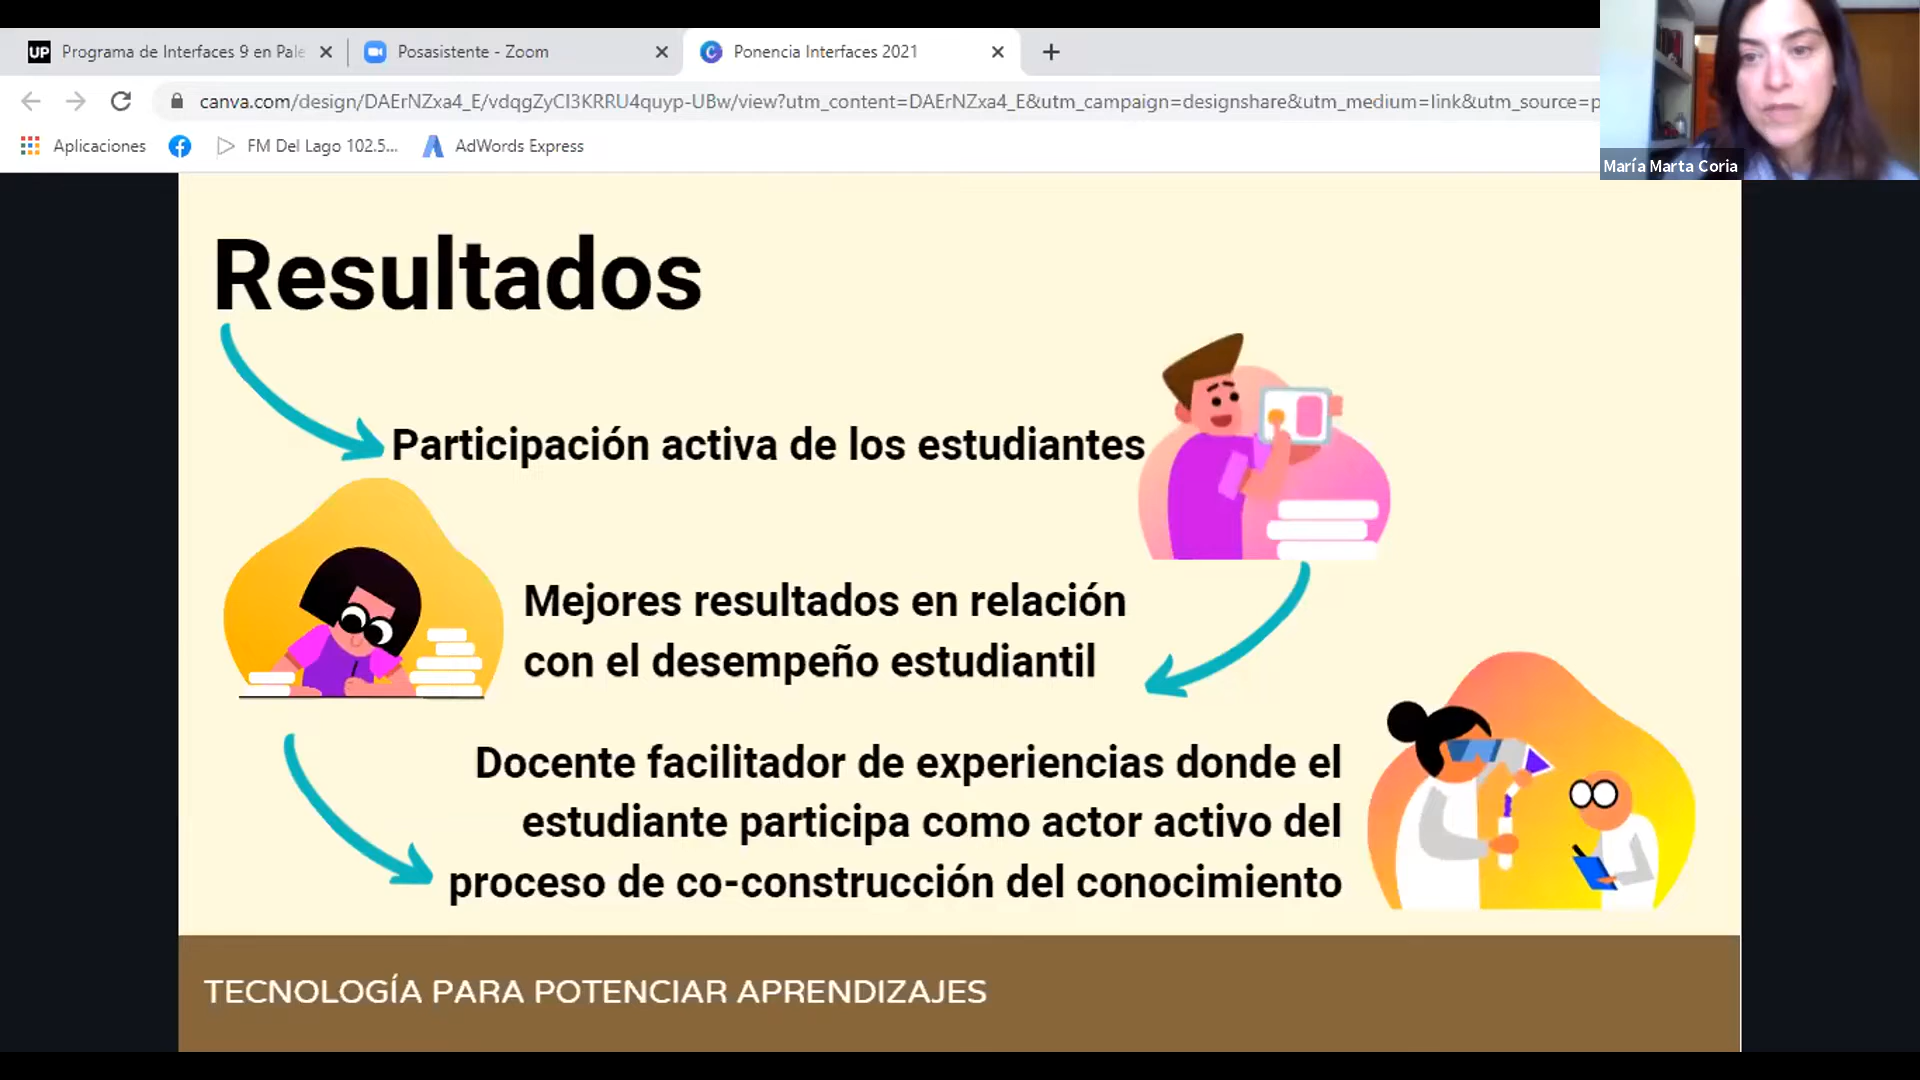 UP Programa de Interfaces 9 en Pale
Posasistente - Zoom
Ponencia Interfaces 2021
canva.com/design/DAErNZxa4_E/vdqgZyCI3KRRU4quyp-UBw/view?utm_content=DAErNZxa4_E&utm_campaign=designshare&utm_medium=link&utm_source=p
Aplicaciones
FM Del Lago 102.5...
AdWords Express
María Marta Coria
Resultados
Participación activa de los estudiantes
Mejores resultados en relación
con el desempeño estudiantil
Docente facilitador de experiencias donde el
estudiante participa como actor activo del
proceso de co-construcción del conocimiento
TECNOLOGÍA PARA POTENCIAR APRENDIZAJES